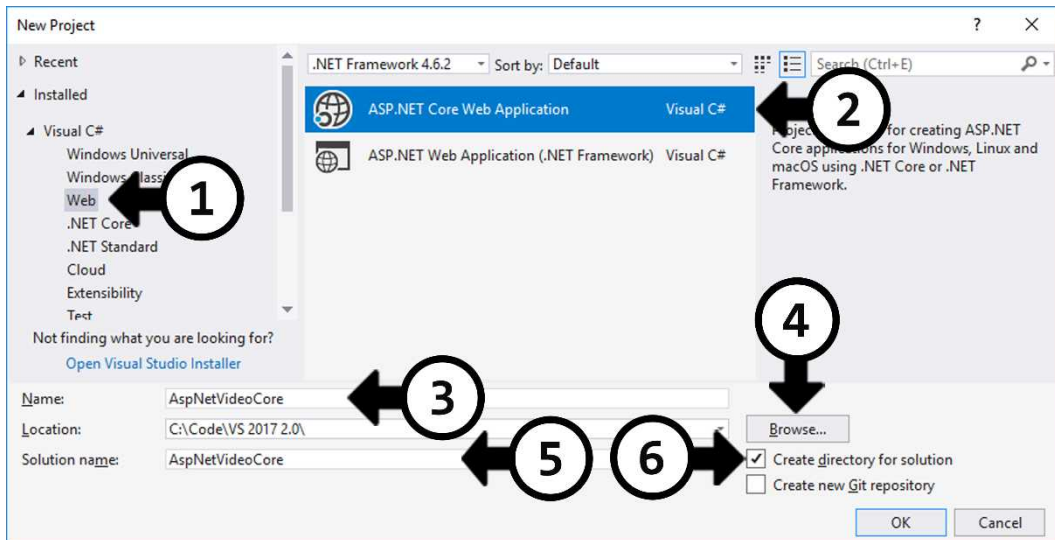 New Project ? ×
Recent
Installed
Visual C#
Windows Universal
Windows
Web
.NET Core
.NET Standard
Cloud
Extensibility
Test
Not finding what you are looking for?
Open Visual Studio Installer
.NET Framework 4.6.2 Sort by: Default
Search (Ctrl+E)
ASP.NET Core Web Application Visual C#
ASP.NET Web Application (.NET Framework) Visual C#
for creating ASP.NET
Core applications for Windows, Linux and
macOS using .NET Core or .NET
Framework.
1
2
3
4
5
6
Name: AspNetVideoCore
Location: C:\Code\VS 2017 2.0\
Browse...
Solution name: AspNetVideoCore
✓ Create directory for solution
Create new Git repository
OK Cancel